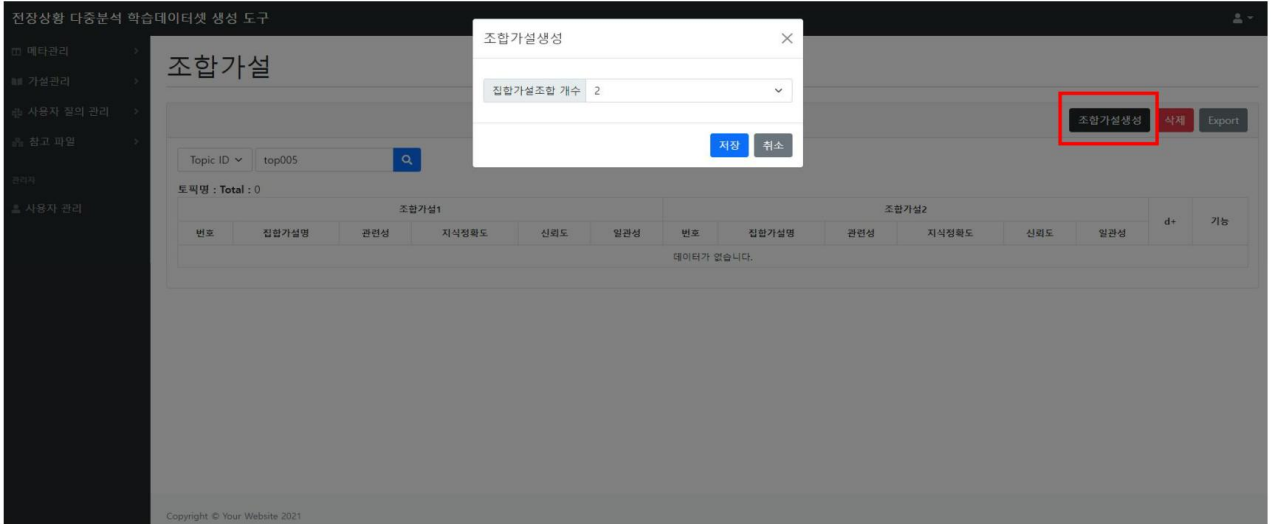 전장상황 다중분석 학습데이터셋 생성 도구
메타관리
가설관리
사용자 질의 관리
참고 파일
관리자
사용자 관리
조합가설
조합가설생성
집합가설조합 개수 2
저장 취소
조합가설생성 삭제 Export
Topic ID top005
토픽명 : Total : 0
조합가설1 조합가설2 d+ 기능
번호 집합가설명 관련성 지식정확도 신뢰도 일관성 번호 집합가설명 관련성 지식정확도 신뢰도 일관성
데이터가 없습니다.
Copyright © Your Website 2021